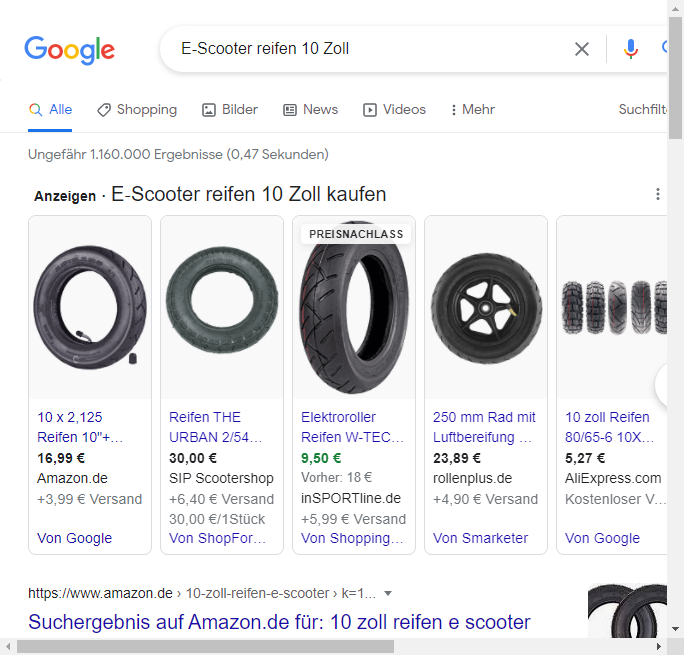 Google
E-Scooter reifen 10 Zoll
Alle Shopping Bilder News Videos Mehr Suchfilt
Ungefähr 1.160.000 Ergebnisse (0,47 Sekunden)
Anzeigen · E-Scooter reifen 10 Zoll kaufen
10 x 2,125
Reifen 10"+...
16,99 €
Amazon.de
+3,99 € Versand
Von Google
Reifen THE
URBAN 2/54...
30,00 €
SIP Scootershop
+6,40 € Versand
30,00 €/1Stück
Von ShopFor...
PREISNACHLASS
Elektroroller
Reifen W-TEC...
9,50 €
Vorher: 18 €
inSPORTline.de
+5,99 € Versand
Von Shopping...
250 mm Rad mit
Luftbereifung ...
23,89 €
rollenplus.de
+4,90 € Versand
Von Smarketer
10 zoll Reifen
80/65-6 10X...
5,27 €
AliExpress.com
Kostenloser V...
Von Google
https://www.amazon.de › 10-zoll-reifen-e-scooter › k=1...
Suchergebnis auf Amazon.de für: 10 zoll reifen e scooter